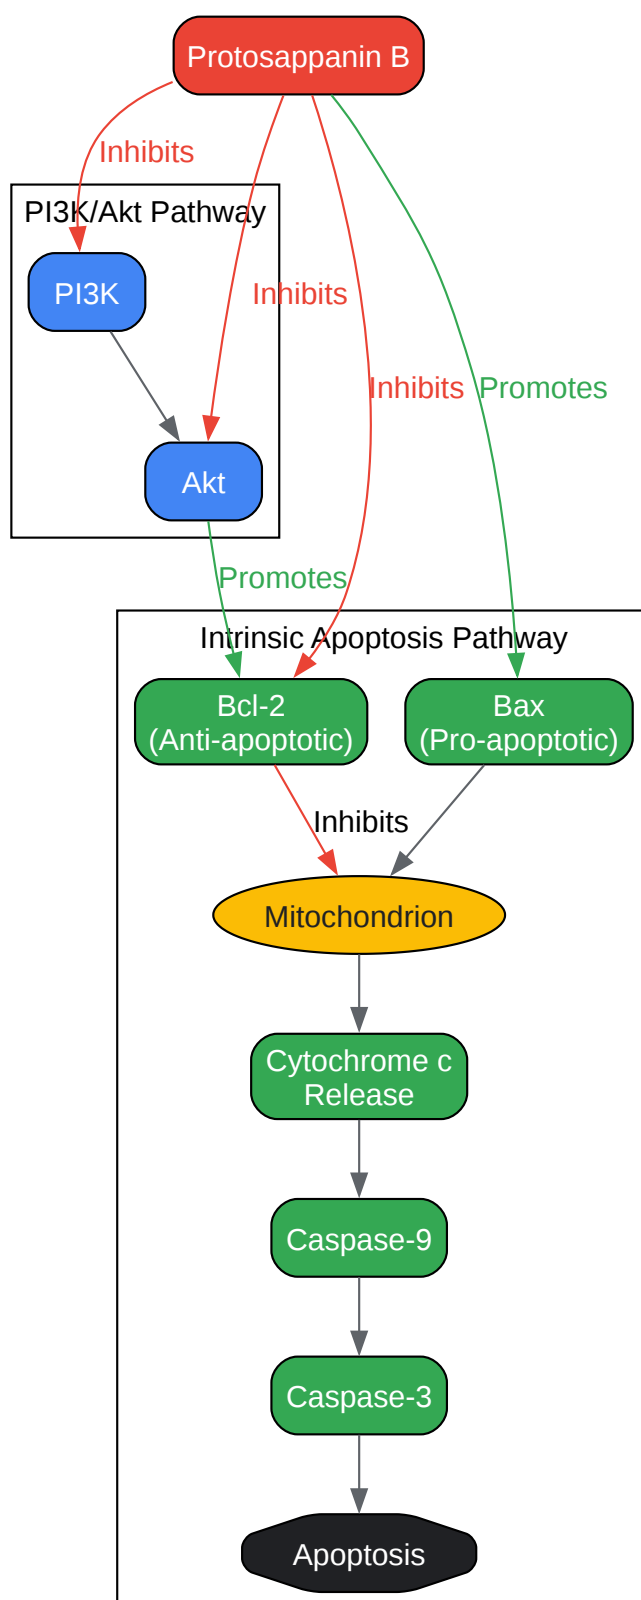 Protosappanin B
Inhibits
PI3K/Akt Pathway
PI3K
Inhibits
Inhibits
Promotes
Akt
Promotes
Intrinsic Apoptosis Pathway
Bcl-2
(Anti-apoptotic)
Bax
(Pro-apoptotic)
Inhibits
Mitochondrion
Cytochrome c
Release
Caspase-9
Caspase-3
Apoptosis